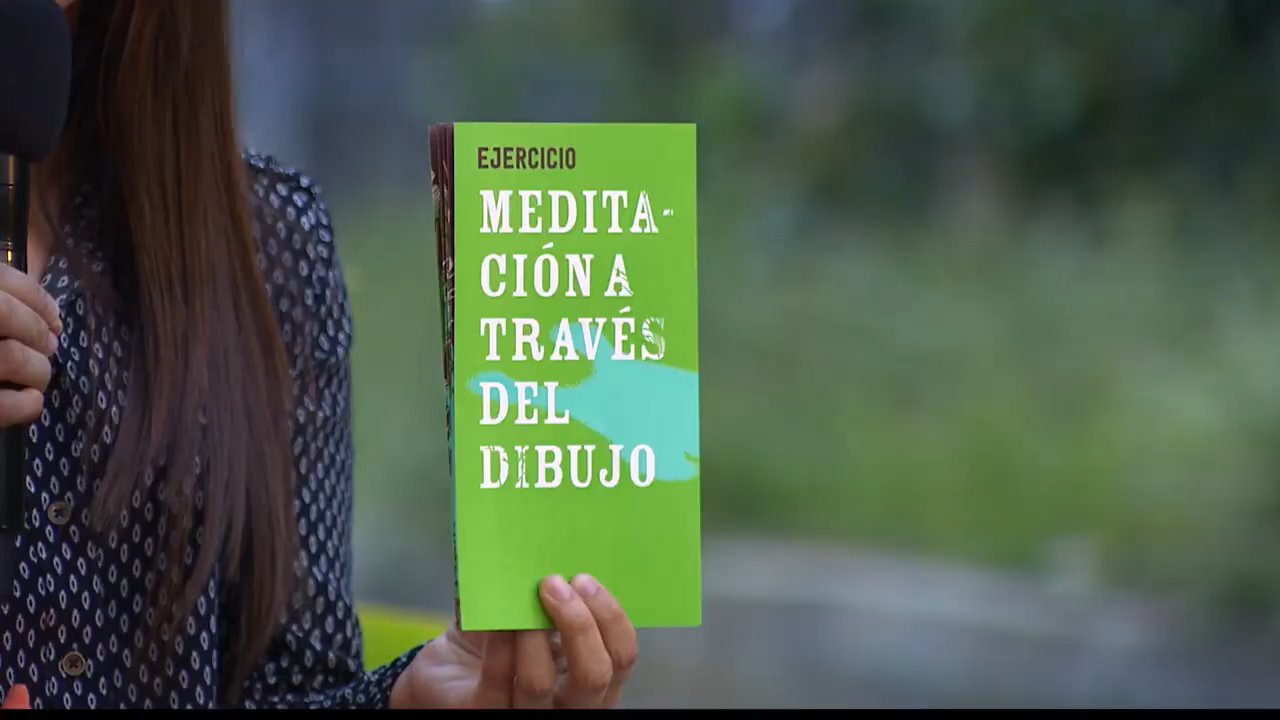 EJERCICIO
MEDITA-
CIÓN A
TRAVÉS
DEL
DIBUJO